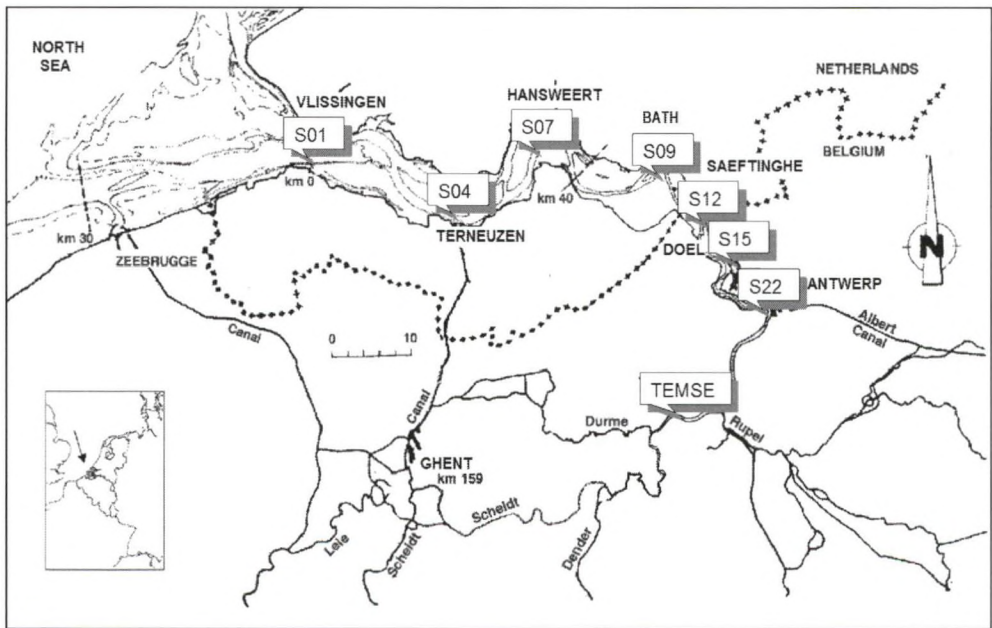 NORTH
SEA
VLISSINGEN
HANSWEERT
BATH
NETHERLANDS
BELGIUM
S01
S07
S09
SAEFTINGHE
km 0
S04
km 40
S12
TERNEUZEN
DOEL
S15
km 30
ZEEBRUGGE
S22
ANTWERP
N
Canal
0 10
Albert
Canal
TEMSE
Canal
Durme
Rupel
GHENT
km 159
Leie
Scheldt
Scheldt
Dender